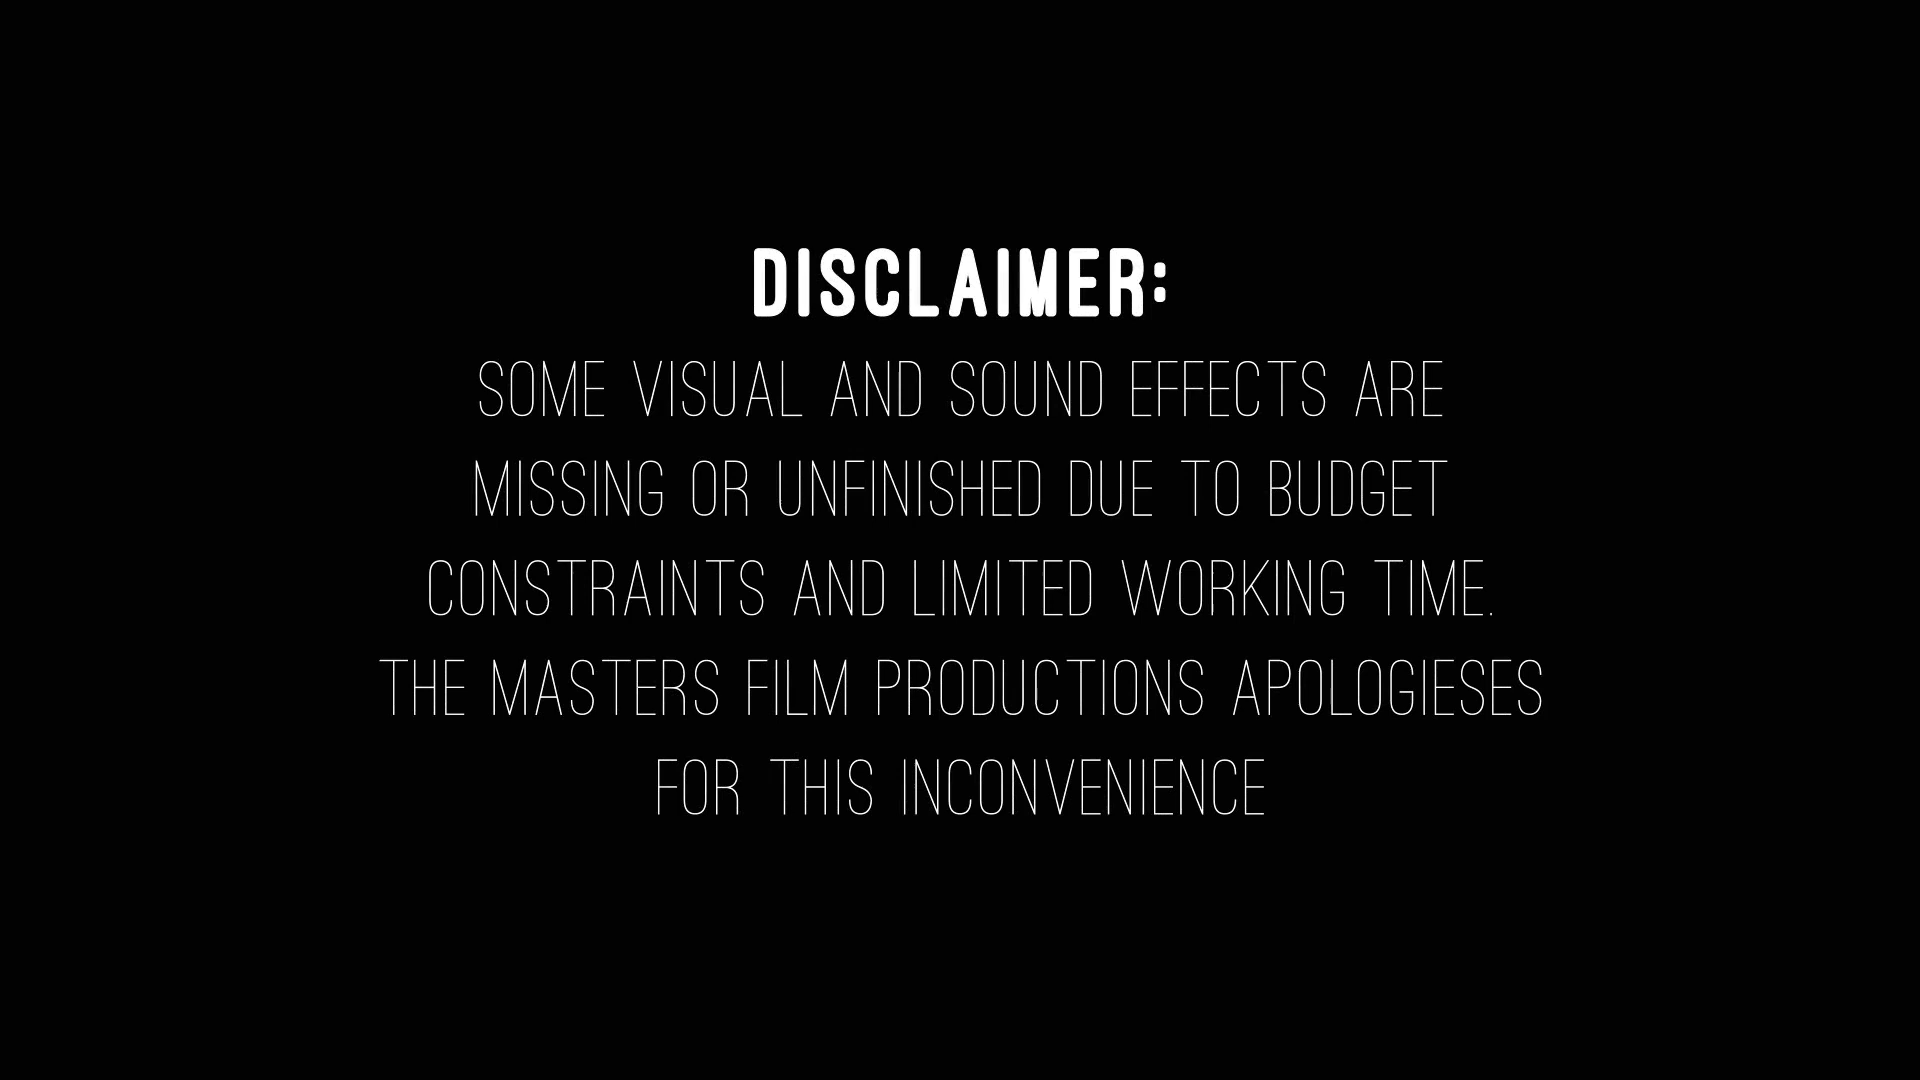 DISCLAIMER:
SOME VISUAL AND SOUND EFFECTS ARE
MISSING OR UNFINISHED DUE TO BUDGET
CONSTRAINTS AND LIMITED WORKING TIME.
THE MASTERS FILM PRODUCTIONS APOLOGIESES
FOR THIS INCONVENIENCE